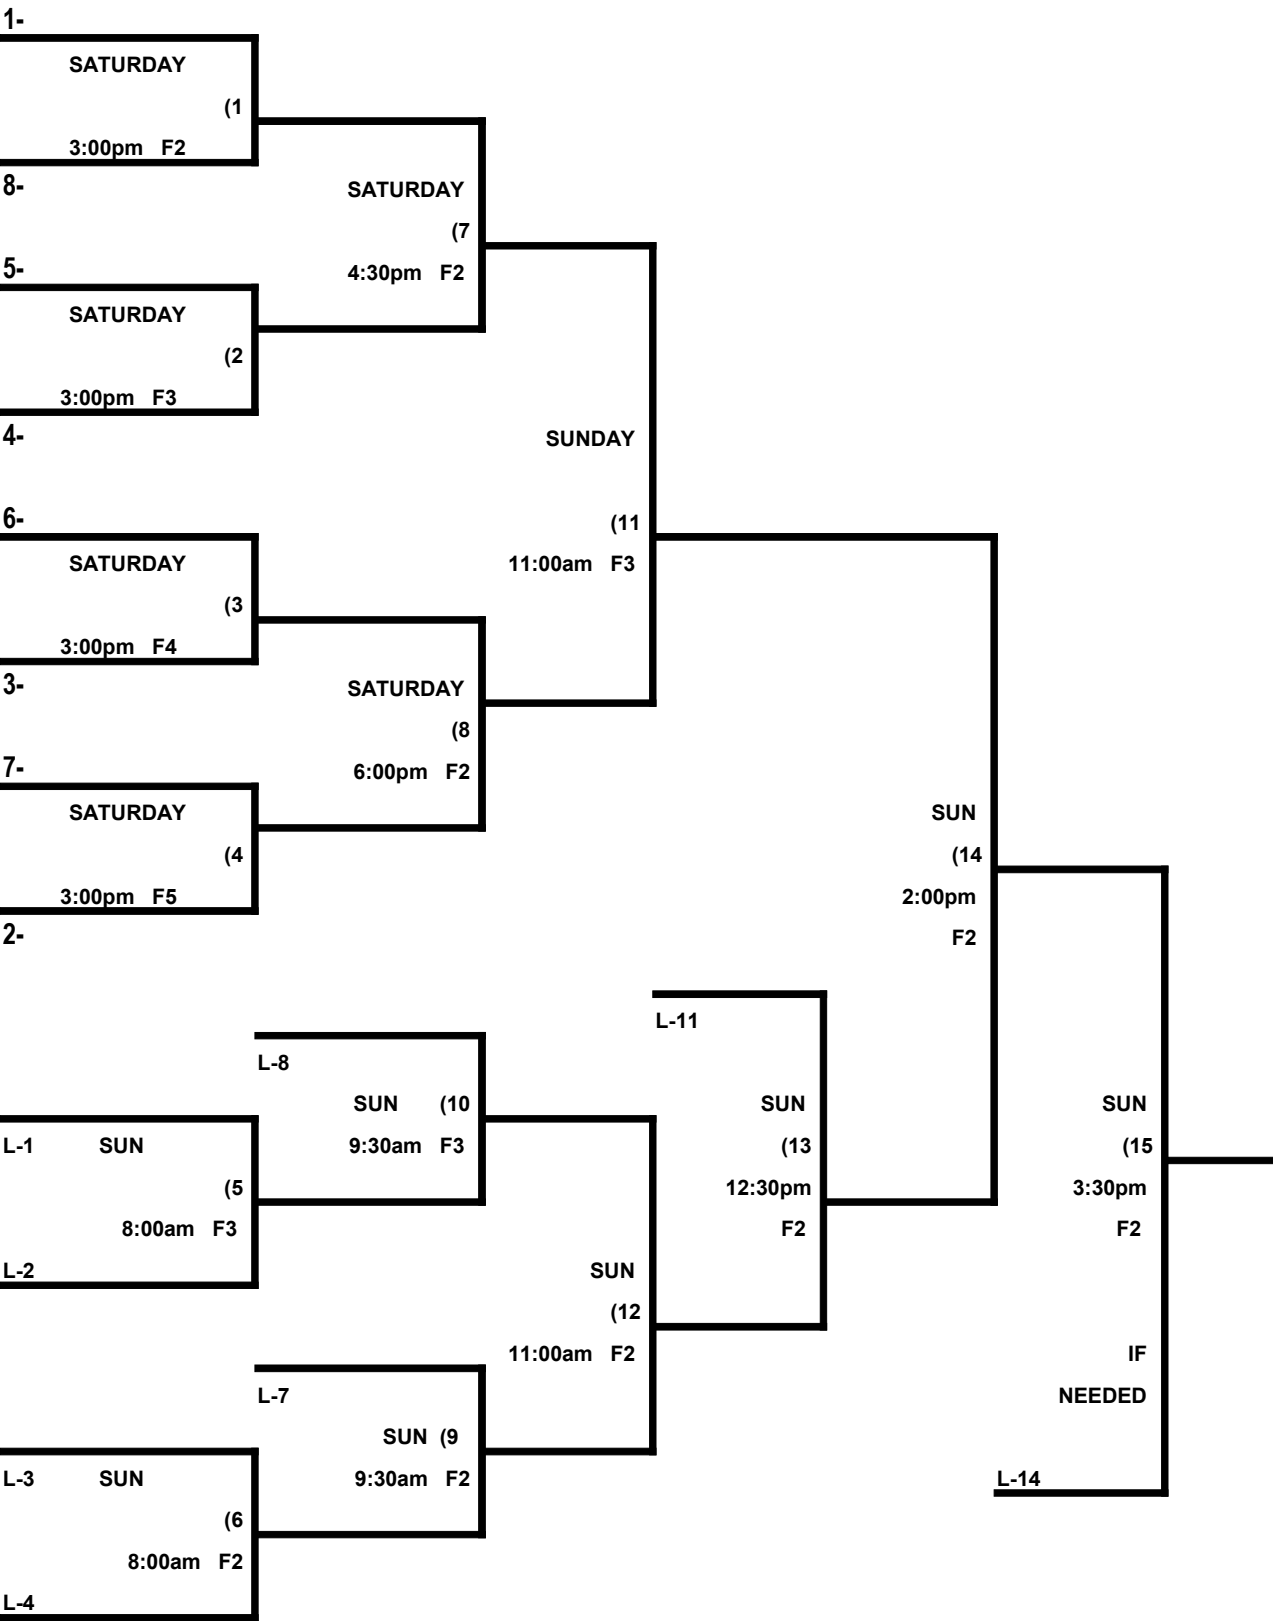 1-
SATURDAY
(1
3:00pm F2
8-
SATURDAY
(7
4:30pm F2
5-
SATURDAY
(2
3:00pm F3
4-
SUNDAY
(11
11:00am F3
6-
SATURDAY
(3
3:00pm F4
3-
SATURDAY
(8
6:00pm F2
7-
SATURDAY
(4
3:00pm F5
2-
SUN
(14
2:00pm
F2
L-11
L-8
SUN (10
9:30am F3
L-1 SUN
(5
8:00am F3
L-2
SUN
(13
12:30pm
F2
SUN
(15
3:30pm
F2
IF
NEEDED
SUN
(12
11:00am F2
L-7
SUN (9
9:30am F2
L-3 SUN
(6
8:00am F2
L-4
L-14